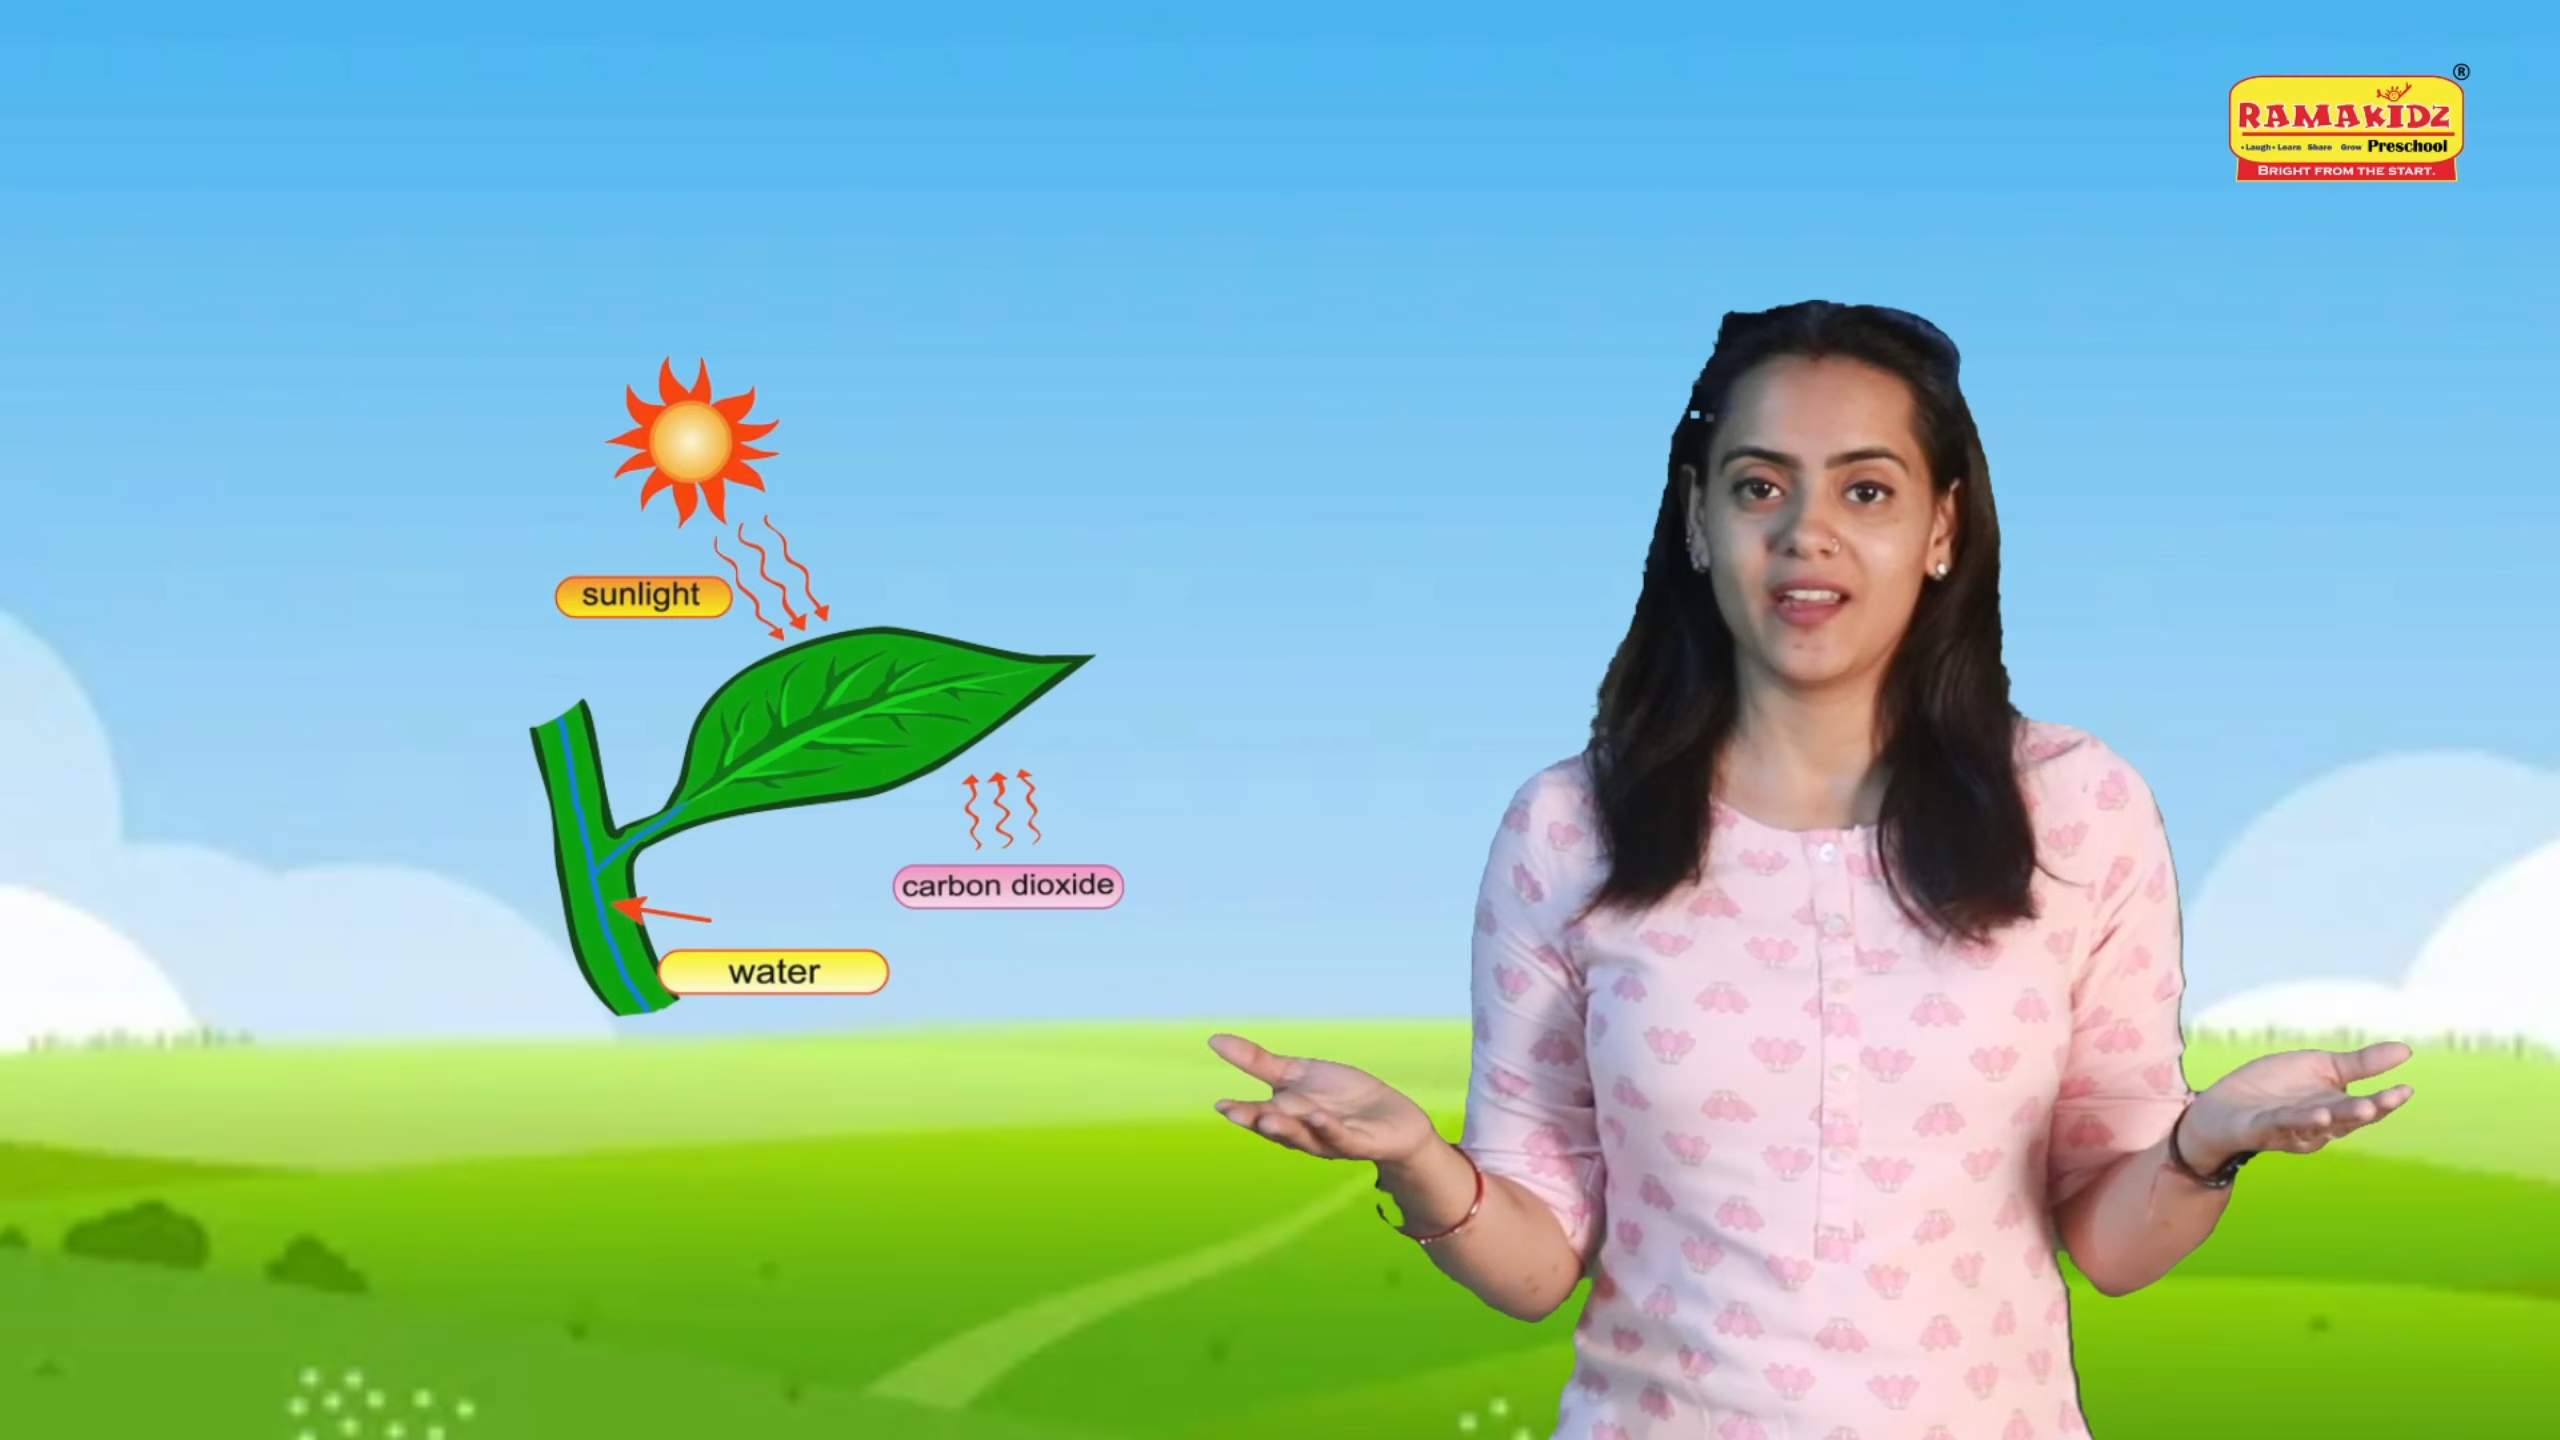 ®
RAMAKIDZ
•Laugh•Learn Share Grow Preschool
BRIGHT FROM THE START.
sunlight
carbon dioxide
water